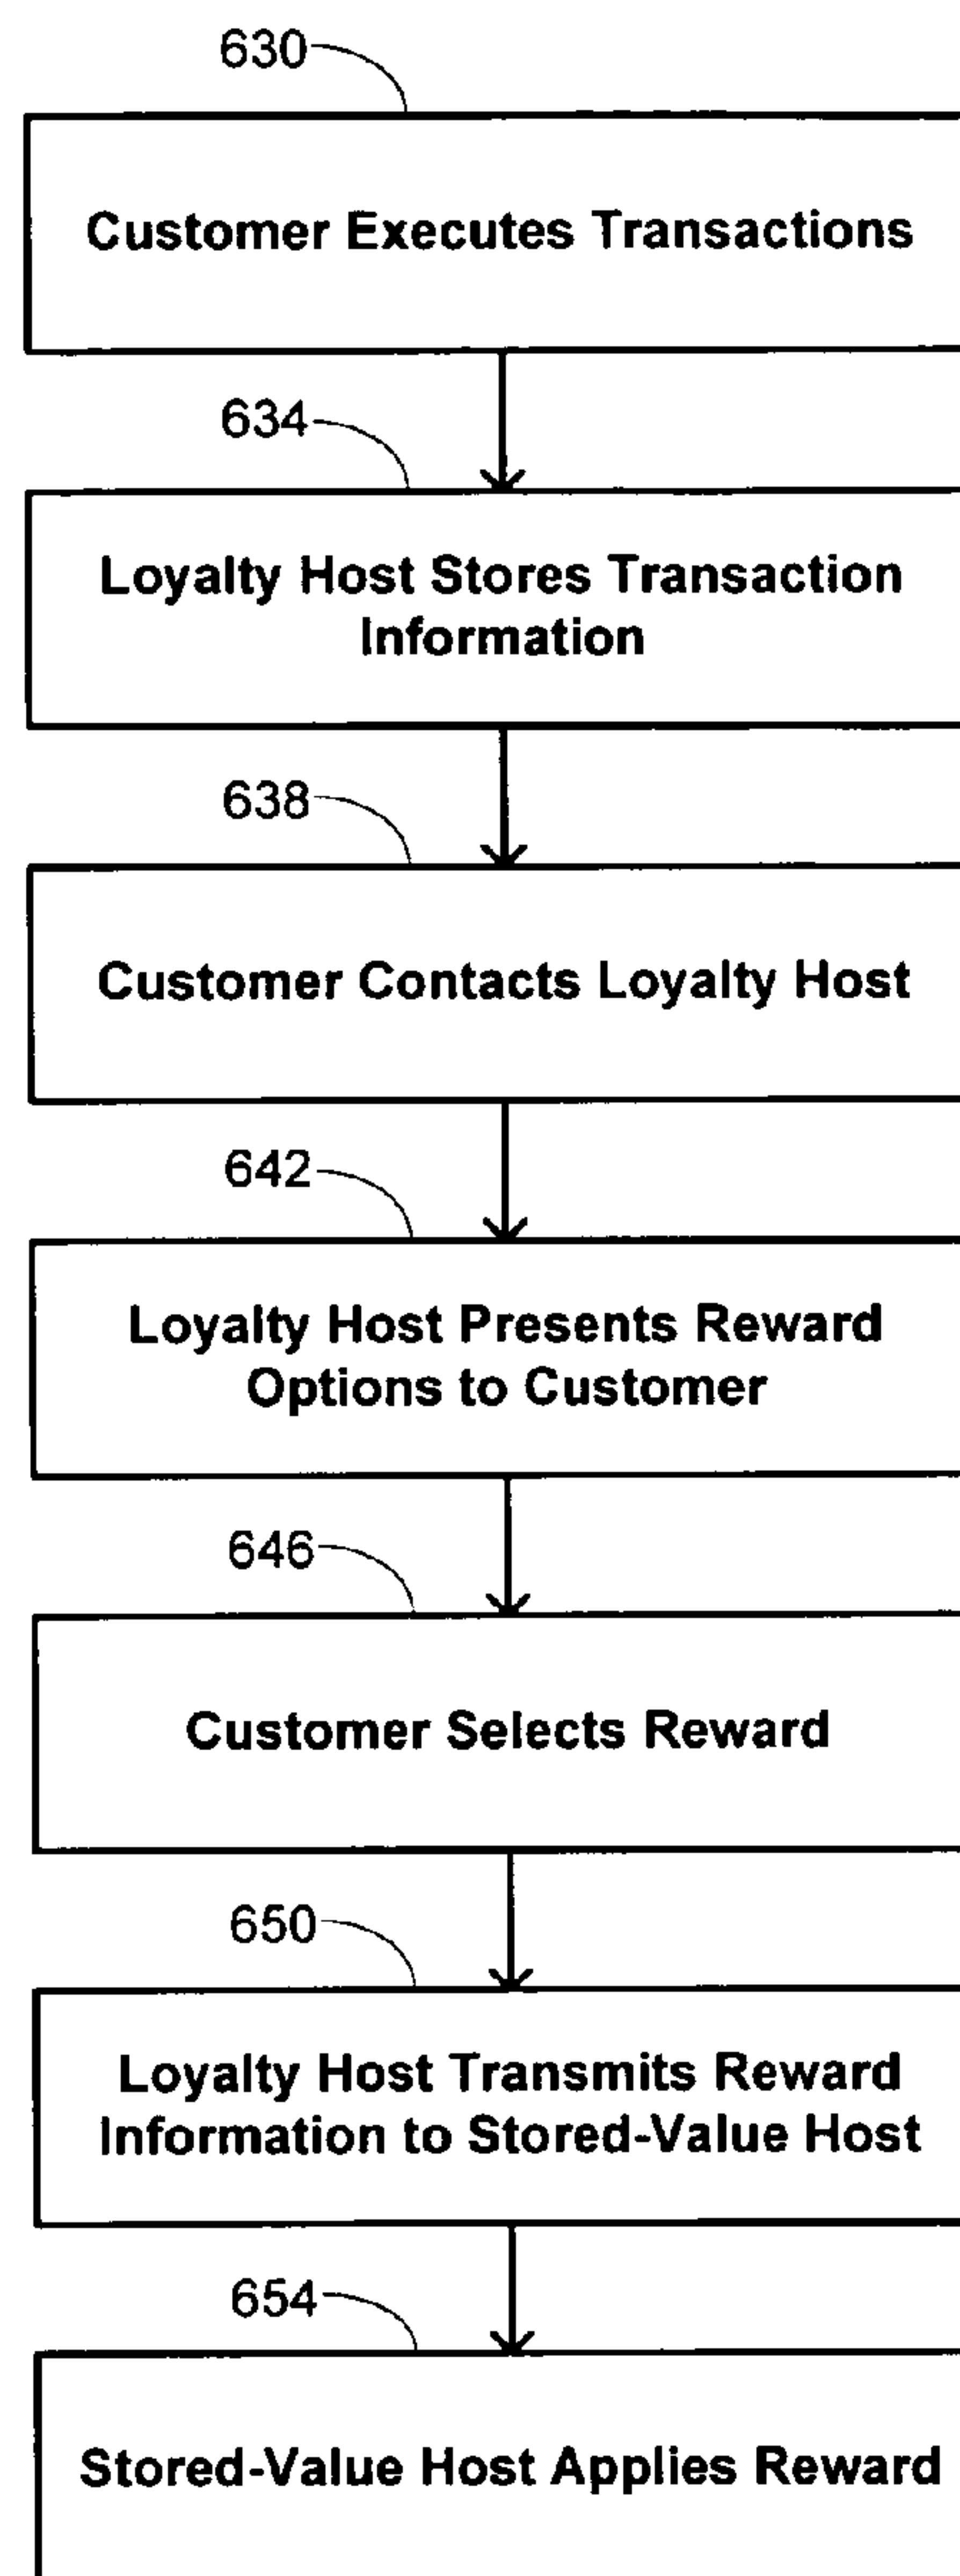 630
Customer Executes Transactions
634
Loyalty Host Stores Transaction
Information
638
Customer Contacts Loyalty Host
642
Loyalty Host Presents Reward
Options to Customer
646
Customer Selects Reward
650
Loyalty Host Transmits Reward
Information to Stored-Value Host
654
Stored-Value Host Applies Reward